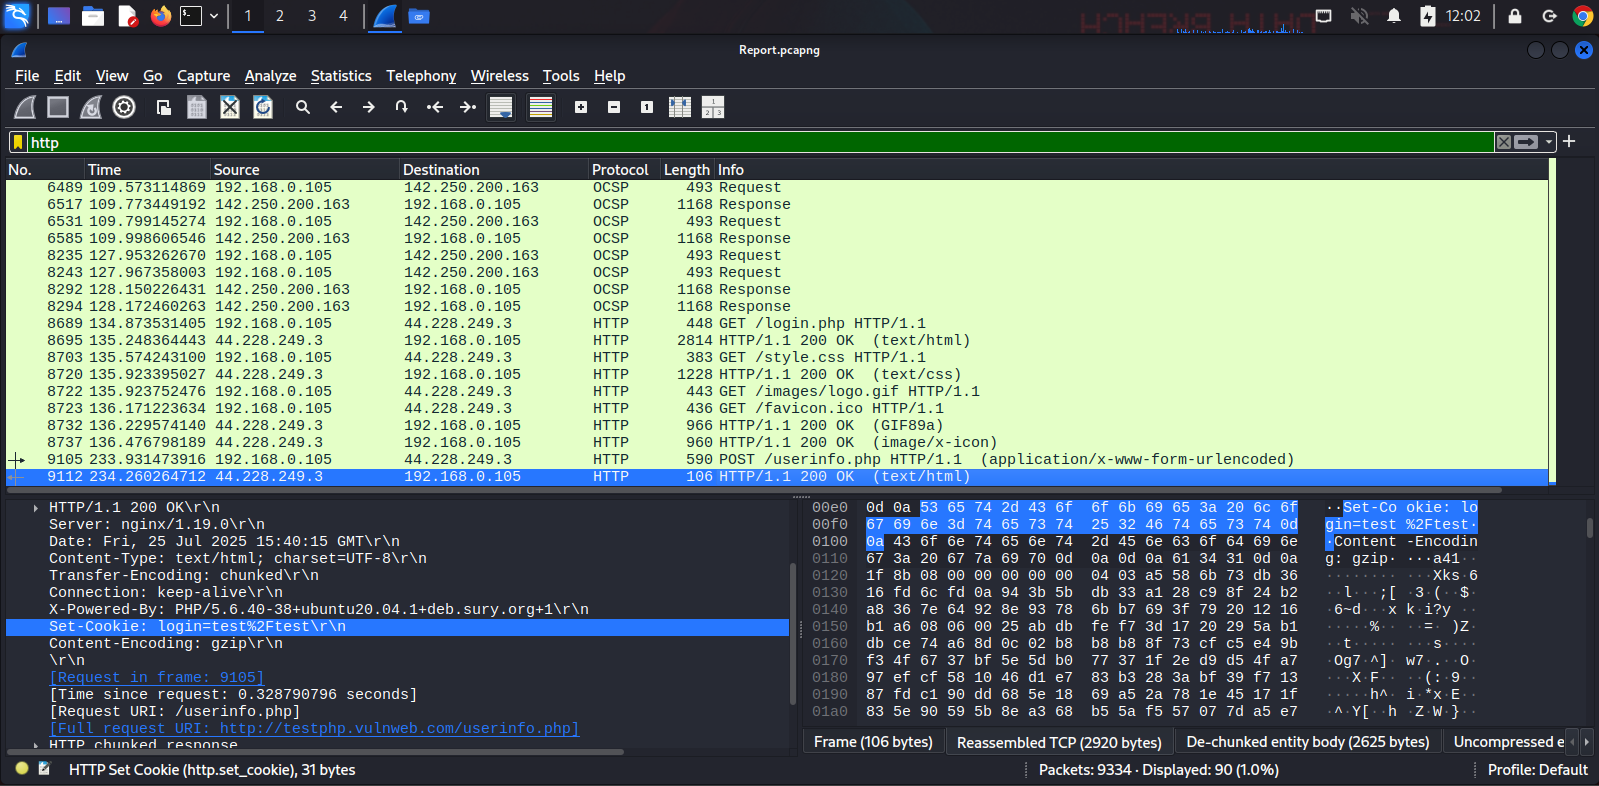 1 2 3 4 12:02
Report.pcapng
File Edit View Go Capture Analyze Statistics Telephony Wireless Tools Help
http
No. Time Source Destination Protocol Length Info
6489 109.573114869 192.168.0.105 142.250.200.163 OCSP 493 Request
6517 109.773449192 142.250.200.163 192.168.0.105 OCSP 1168 Response
6531 109.799145274 192.168.0.105 142.250.200.163 OCSP 493 Request
6585 109.998606546 142.250.200.163 192.168.0.105 OCSP 1168 Response
8235 127.953262670 192.168.0.105 142.250.200.163 OCSP 493 Request
8243 127.967358003 192.168.0.105 142.250.200.163 OCSP 493 Request
8292 128.150226431 142.250.200.163 192.168.0.105 OCSP 1168 Response
8294 128.172460263 142.250.200.163 192.168.0.105 OCSP 1168 Response
8689 134.873531405 192.168.0.105 44.228.249.3 HTTP 448 GET /login.php HTTP/1.1
8695 135.248364443 44.228.249.3 192.168.0.105 HTTP 2814 HTTP/1.1 200 OK  (text/html)
8703 135.574243100 192.168.0.105 44.228.249.3 HTTP 383 GET /style.css HTTP/1.1
8720 135.923395027 44.228.249.3 192.168.0.105 HTTP 1228 HTTP/1.1 200 OK  (text/css)
8722 135.923752476 192.168.0.105 44.228.249.3 HTTP 443 GET /images/logo.gif HTTP/1.1
8723 136.171223634 192.168.0.105 44.228.249.3 HTTP 436 GET /favicon.ico HTTP/1.1
8732 136.229574140 44.228.249.3 192.168.0.105 HTTP 966 HTTP/1.1 200 OK  (GIF89a)
8737 136.476798189 44.228.249.3 192.168.0.105 HTTP 960 HTTP/1.1 200 OK  (image/x-icon)
9105 233.931473916 192.168.0.105 44.228.249.3 HTTP 590 POST /userinfo.php HTTP/1.1  (application/x-www-form-urlencoded)
9112 234.260264712 44.228.249.3 192.168.0.105 HTTP 106 HTTP/1.1 200 OK  (text/html)
HTTP/1.1 200 OK\r\n
Server: nginx/1.19.0\r\n
Date: Fri, 25 Jul 2025 15:40:15 GMT\r\n
Content-Type: text/html; charset=UTF-8\r\n
Transfer-Encoding: chunked\r\n
Connection: keep-alive\r\n
X-Powered-By: PHP/5.6.40-38+ubuntu20.04.1+deb.sury.org+1\r\n
Set-Cookie: login=test%2Ftest\r\n
Content-Encoding: gzip\r\n
\r\n
[Request in frame: 9105]
[Time since request: 0.328790796 seconds]
[Request URI: /userinfo.php]
[Full request URI: http://testphp.vulnweb.com/userinfo.php]
HTTP chunked response
00e0 0d 0a 53 65 74 2d 43 6f 6f 6b 69 65 3a 20 6c 6f ··Set-Co okie: lo
00f0 67 69 6e 3d 74 65 73 74 25 32 46 74 65 73 74 0d gin=test %2Ftest·
0100 0a 43 6f 6e 74 65 6e 74 2d 45 6e 63 6f 64 69 6e ·Content -Encodin
0110 67 3a 20 67 7a 69 70 0d 0a 0d 0a 61 34 31 0d 0a g: gzip· ···a41··
0120 1f 8b 08 00 00 00 00 00 04 03 a5 58 6b 73 db 36 ········ ···Xks·6
0130 16 fd 6c fd 0a 94 3b 5b db 33 a1 28 c9 8f 24 b2 ··l···;[ ·3·(··$·
0140 a8 36 7e 64 92 8e 93 78 6b b7 69 3f 79 20 12 16 ·6~d···x k·i?y ··
0150 b1 a6 08 06 00 25 ab db fe f7 3d 17 20 29 5a b1 ·····%·· ··=· )Z·
0160 db ce 74 a6 8d 0c 02 b8 b8 b8 8f 73 cf c5 e4 9b ··t····· ···s····
0170 f3 4f 67 37 bf 5e 5d b0 77 37 1f 2e d9 d5 4f a7 ·Og7·^]· w7·.··O·
0180 97 ef cf 58 10 46 d1 e7 83 b3 28 3a bf 39 f7 13 ···X·F·· ··(:·9··
0190 87 fd c1 90 dd 68 5e 18 69 a5 2a 78 1e 45 17 1f ·····h^· i·*x·E··
01a0 83 5e 90 59 5b 8e a3 68 b5 5a f5 57 07 7d a5 e7 ·^·Y[··h ·Z·W·}··
Frame (106 bytes) Reassembled TCP (2920 bytes) De-chunked entity body (2625 bytes) Uncompressed e
HTTP Set Cookie (http.set_cookie), 31 bytes Packets: 9334 · Displayed: 90 (1.0%) Profile: Default